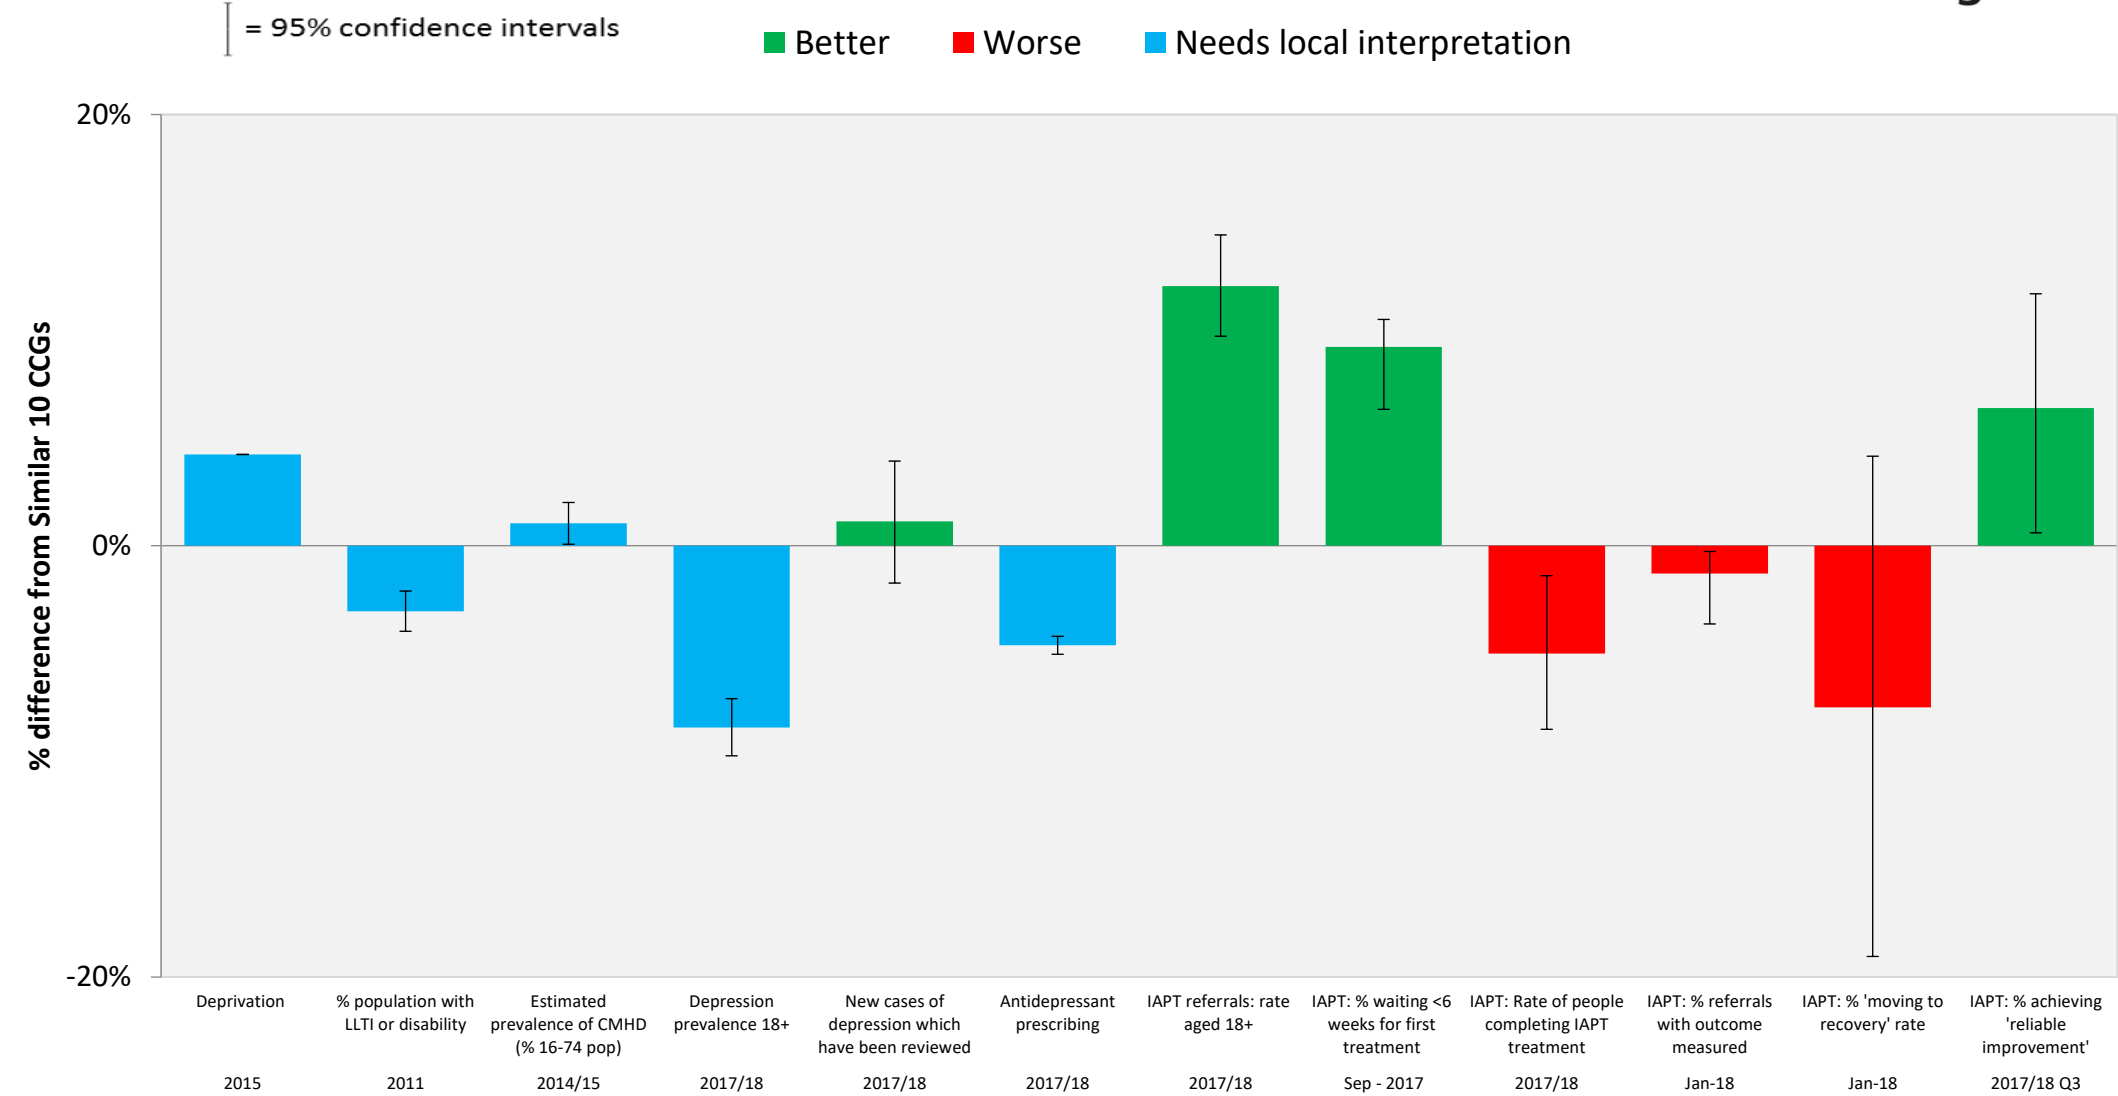 = 95% confidence intervals
Better
Worse
Needs local interpretation
20%
0%
-20%
% difference from Similar 10 CCGs
Deprivation
2015
% population with
LLTI or disability
2011
Estimated
prevalence of CMHD
(% 16-74 pop)
2014/15
Depression
prevalence 18+
2017/18
New cases of
depression which
have been reviewed
2017/18
Antidepressant
prescribing
2017/18
IAPT referrals: rate
aged 18+
2017/18
IAPT: % waiting <6
weeks for first
treatment
Sep - 2017
IAPT: Rate of people
completing IAPT
treatment
2017/18
IAPT: % referrals
with outcome
measured
Jan-18
IAPT: % 'moving to
recovery' rate
Jan-18
IAPT: % achieving
'reliable
improvement'
2017/18 Q3